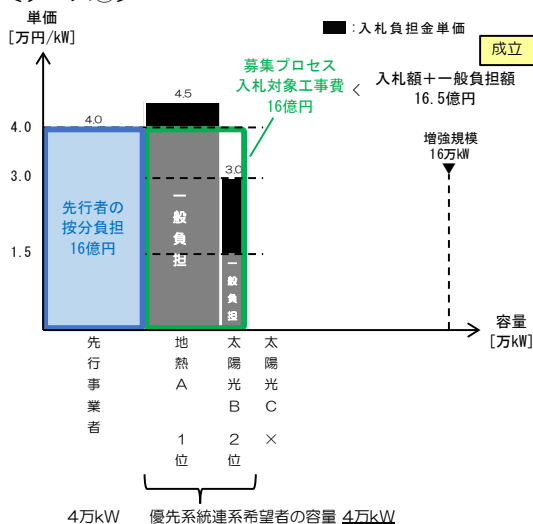 単価
[万円/kW]
■:入札負担金単価
成立
募集プロセス
入札対象工事費
16億円
<
入札額+一般負担額
16.5億円
増強規模
16万kW
4.5
4.0
4.0
3.0
3.0
1.5
先行者の
按分負担
16億円
一般負担
一般負担
容量
[万kW]
先行事業者
地熱A 1位
太陽光B 2位
太陽光C ×
4万kW
優先系統連系希望者の容量 4万kW